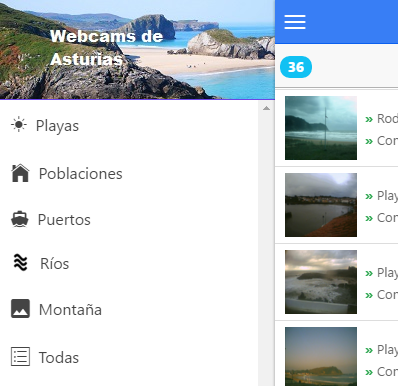 Webcams de
Asturias
Playas
Poblaciones
Puertos
Ríos
Montaña
Todas
36
» Rod
» Con
» Play
» Con
» Play
» Con
» Play
» Con